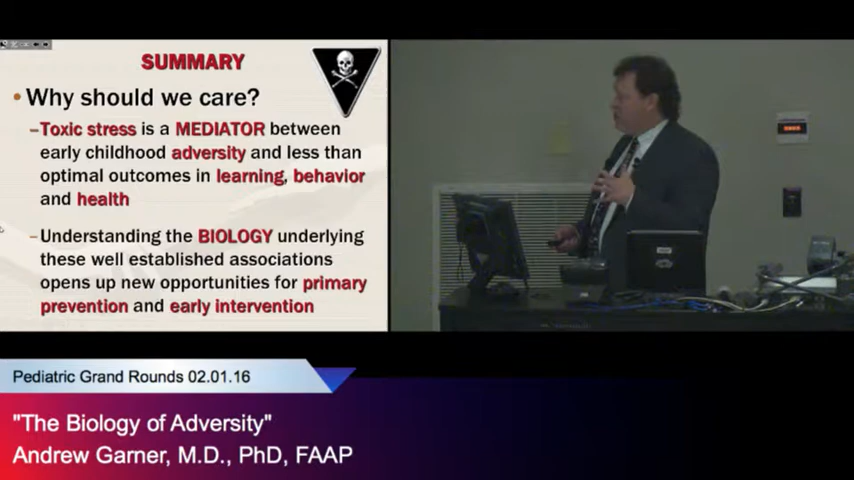 SUMMARY
• Why should we care?
–Toxic stress is a MEDIATOR between
early childhood adversity and less than
optimal outcomes in learning, behavior
and health
– Understanding the BIOLOGY underlying
these well established associations
opens up new opportunities for primary
prevention and early intervention
Pediatric Grand Rounds 02.01.16
"The Biology of Adversity"
Andrew Garner, M.D., PhD, FAAP